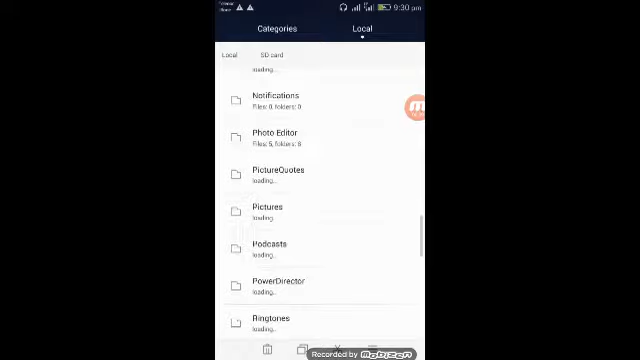 9:30 pm
Categories Local
Local SD card
loading...
Notifications
Files: 0, folders: 0
Photo Editor
Files: 5, folders: 6
PictureQuotes
loading...
Pictures
loading
Podcasts
loading...
PowerDirector
loading...
Ringtones
loading...
Recorded by mobizen